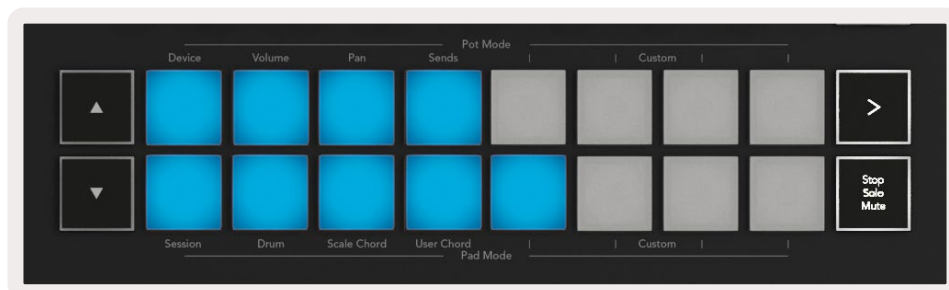 Pot Mode
Device Volume Pan Sends Custom
▲ >
▼ Stop
Solo
Mute
Session Drum Scale Chord User Chord Custom
Pad Mode